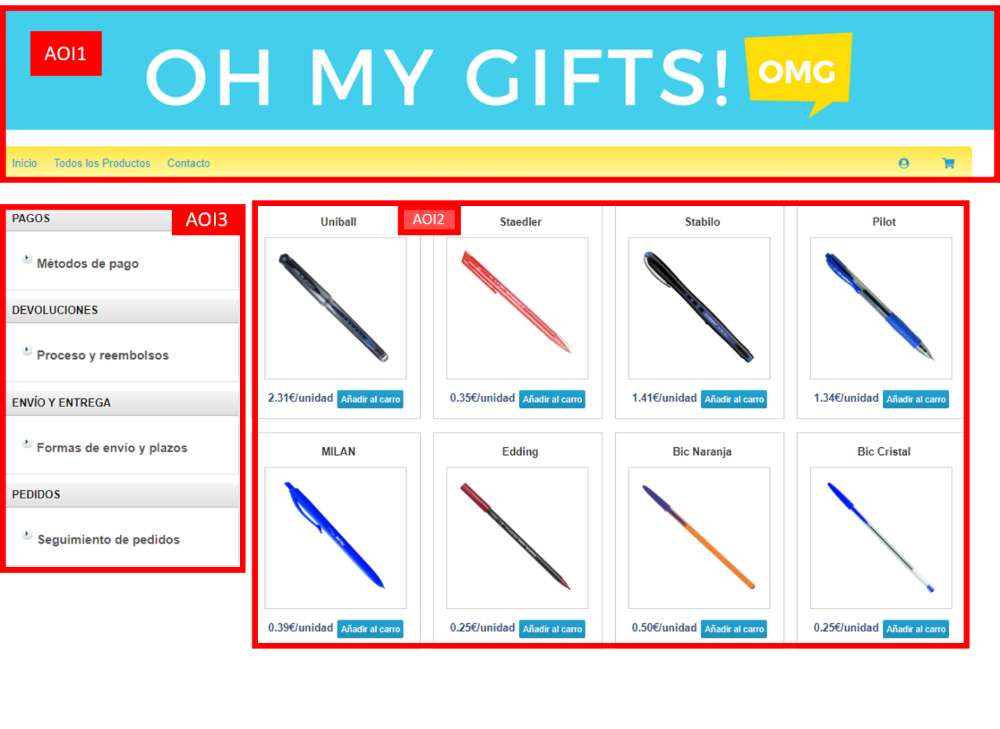 AOI1
OH MY GIFTS! OMG
Inicio Todos los Productos Contacto
AOI3
PAGOS
Métodos de pago
DEVOLUCIONES
Proceso y reembolsos
ENVÍO Y ENTREGA
Formas de envío y plazos
PEDIDOS
Seguimiento de pedidos
AOI2
Uniball Staedler Stabilo Pilot
2.31€/unidad Añadir al carro 0.35€/unidad Añadir al carro 1.41€/unidad Añadir al carro 1.34€/unidad Añadir al carro
MILAN Edding Bic Naranja Bic Cristal
0.39€/unidad Añadir al carro 0.25€/unidad Añadir al carro 0.50€/unidad Añadir al carro 0.25€/unidad Añadir al carro